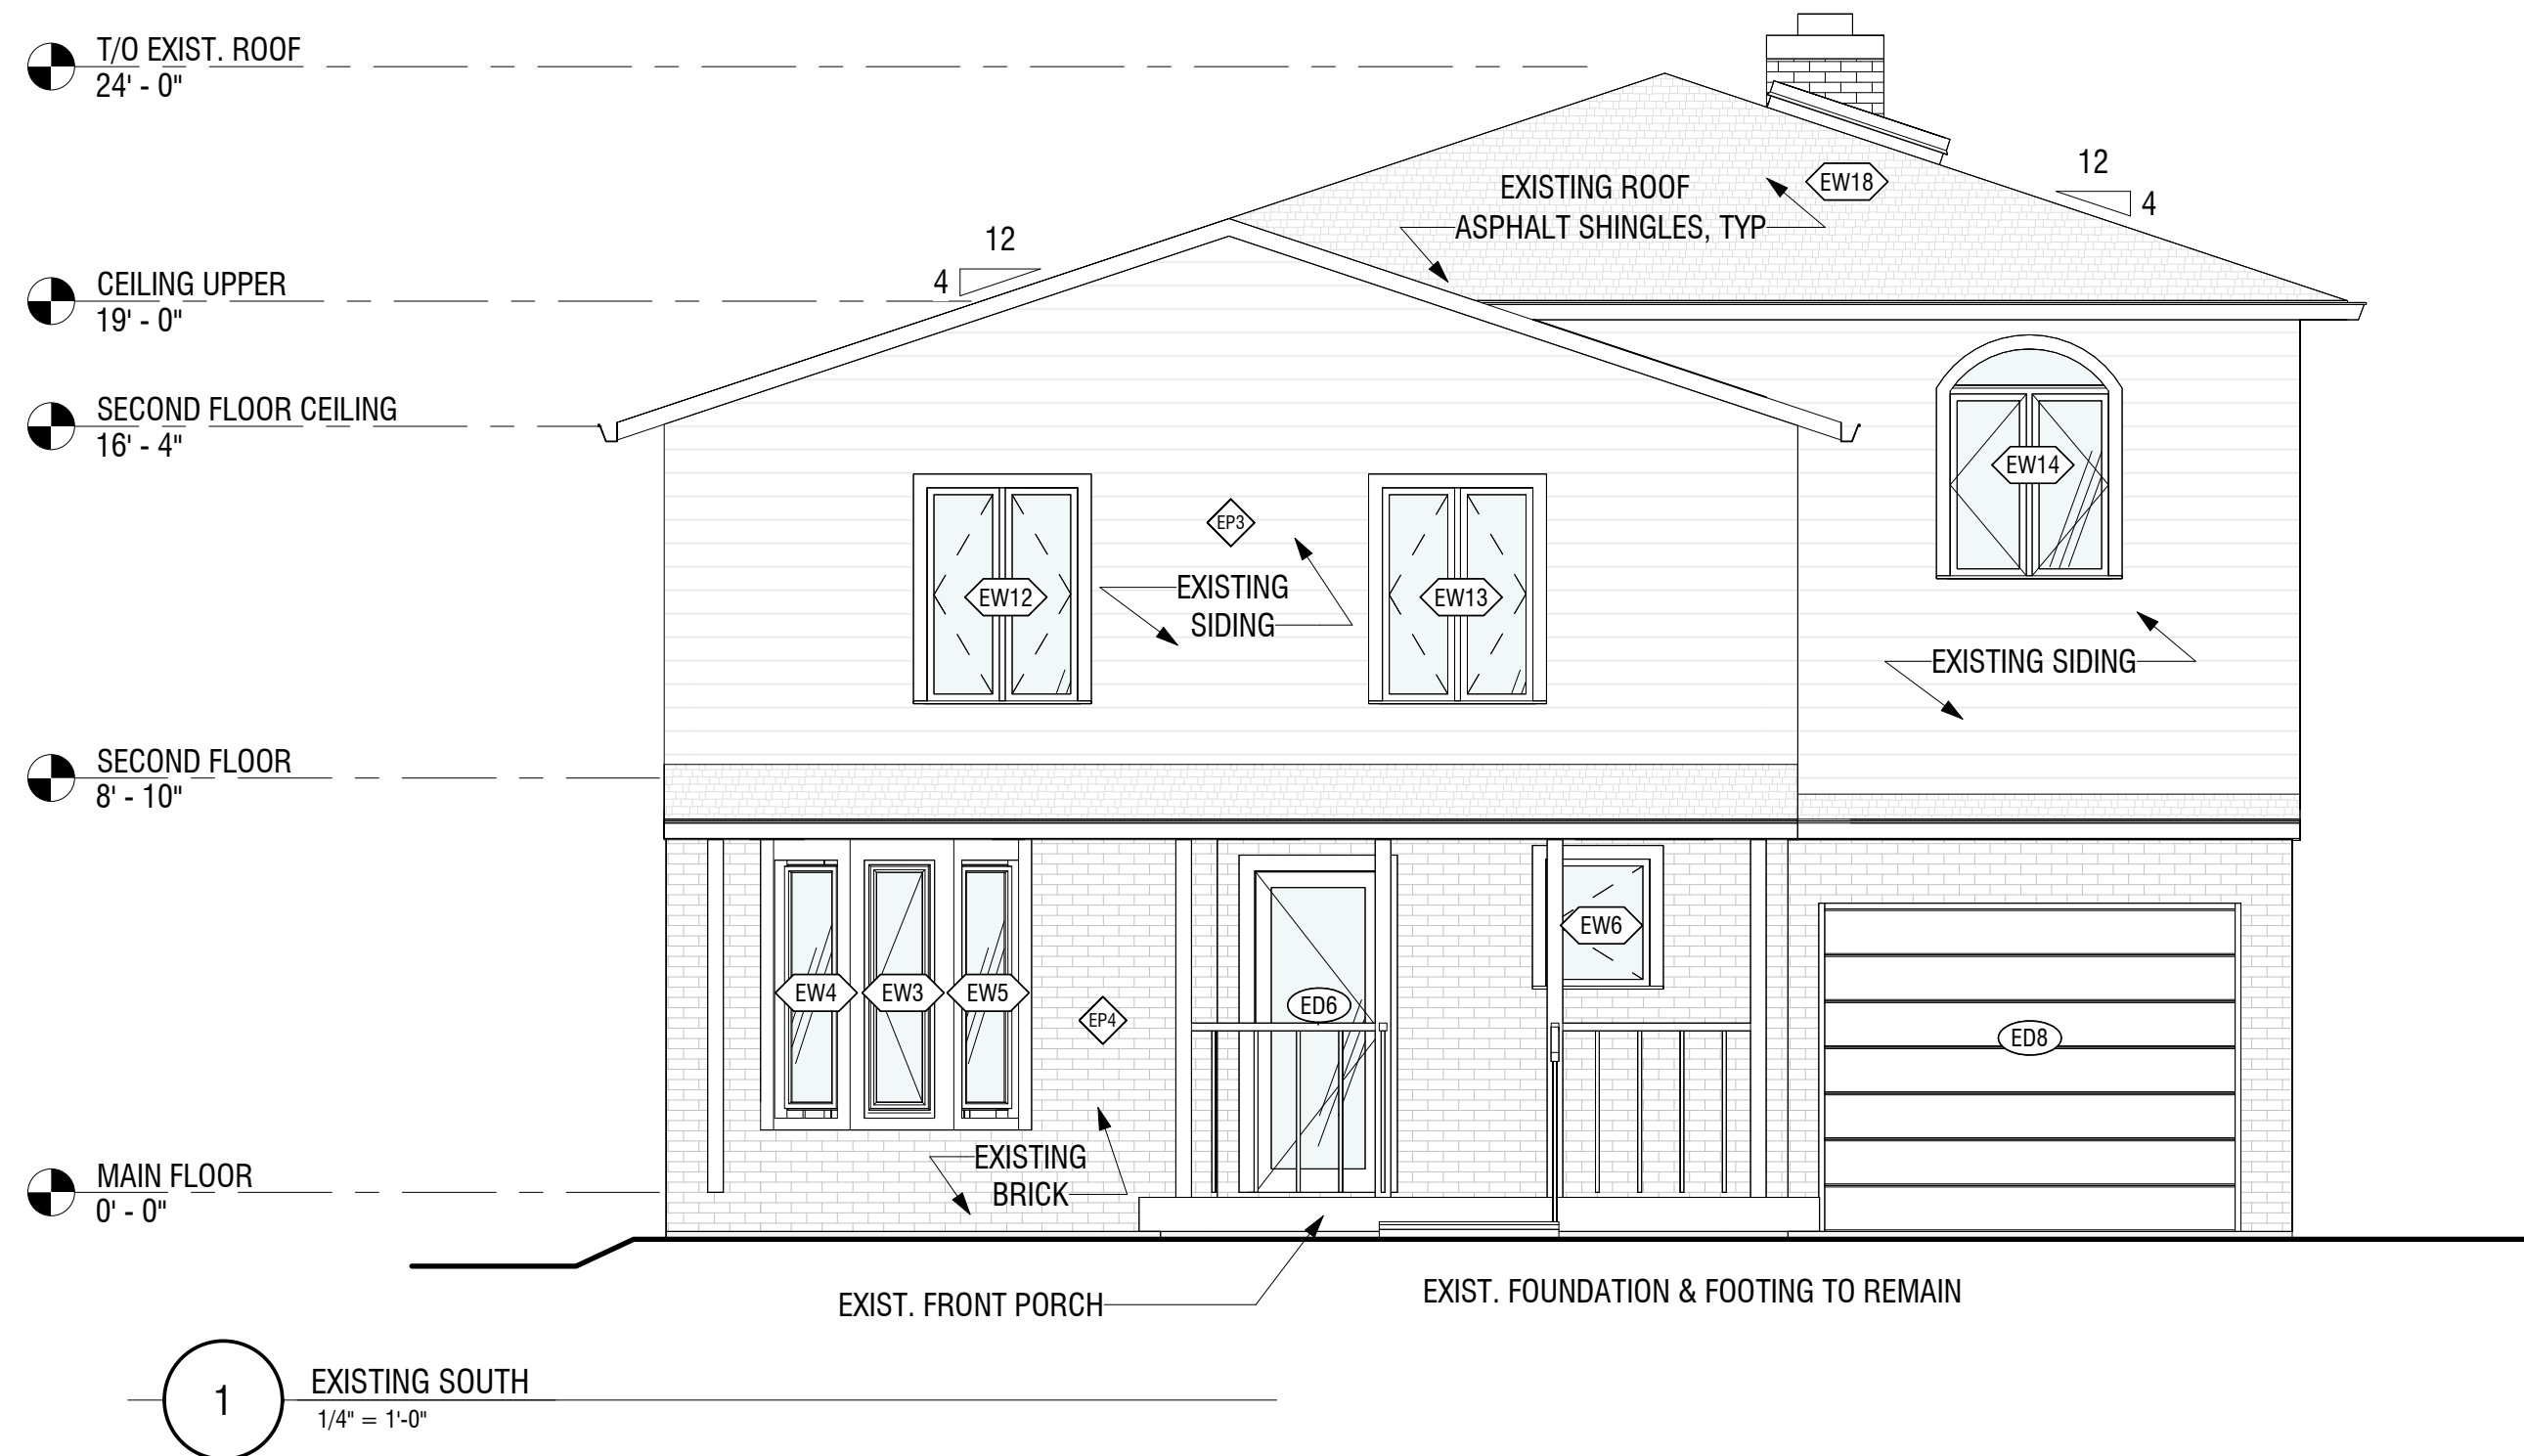 T/O EXIST. ROOF
24' - 0"
12
4
EW18
EXISTING ROOF
ASPHALT SHINGLES, TYP
12
4
CEILING UPPER
19' - 0"
SECOND FLOOR CEILING
16' - 4"
EW14
EP3
EW12
EXISTING
SIDING
EW13
EXISTING SIDING
SECOND FLOOR
8' - 10"
EW6
EW4
EW3
EW5
ED6
EP4
ED8
EXISTING
BRICK
MAIN FLOOR
0' - 0"
EXIST. FRONT PORCH
EXIST. FOUNDATION & FOOTING TO REMAIN
1
EXISTING SOUTH
1/4" = 1'-0"